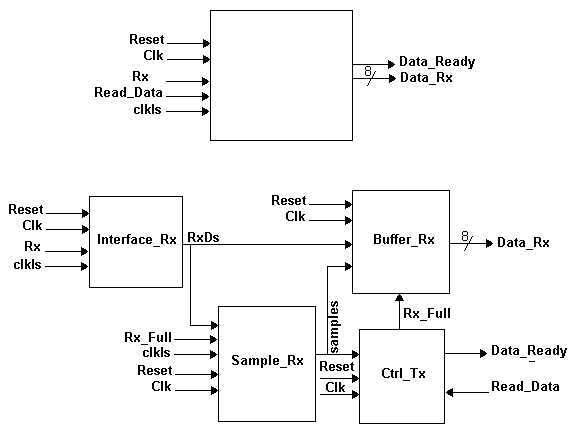 Reset
Clk
Rx
Read_Data
clkls
Data_Ready
8
Data_Rx
Reset
Clk
Rx
clkls
Interface_Rx
RxDs
Reset
Clk
Buffer_Rx
8
Data_Rx
Rx_Full
clkls
Reset
Clk
Sample_Rx
samples
Rx_Full
Reset
Clk
Ctrl_Tx
Data_Ready
Read_Data